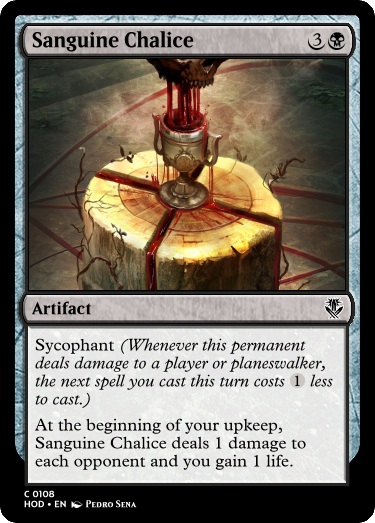 Sanguine Chalice 3
Artifact
Sycophant (Whenever this permanent
deals damage to a player or planeswalker,
the next spell you cast this turn costs 1 less
to cast.)
At the beginning of your upkeep,
Sanguine Chalice deals 1 damage to
each opponent and you gain 1 life.
C 0108
HOD • EN Pedro Sena